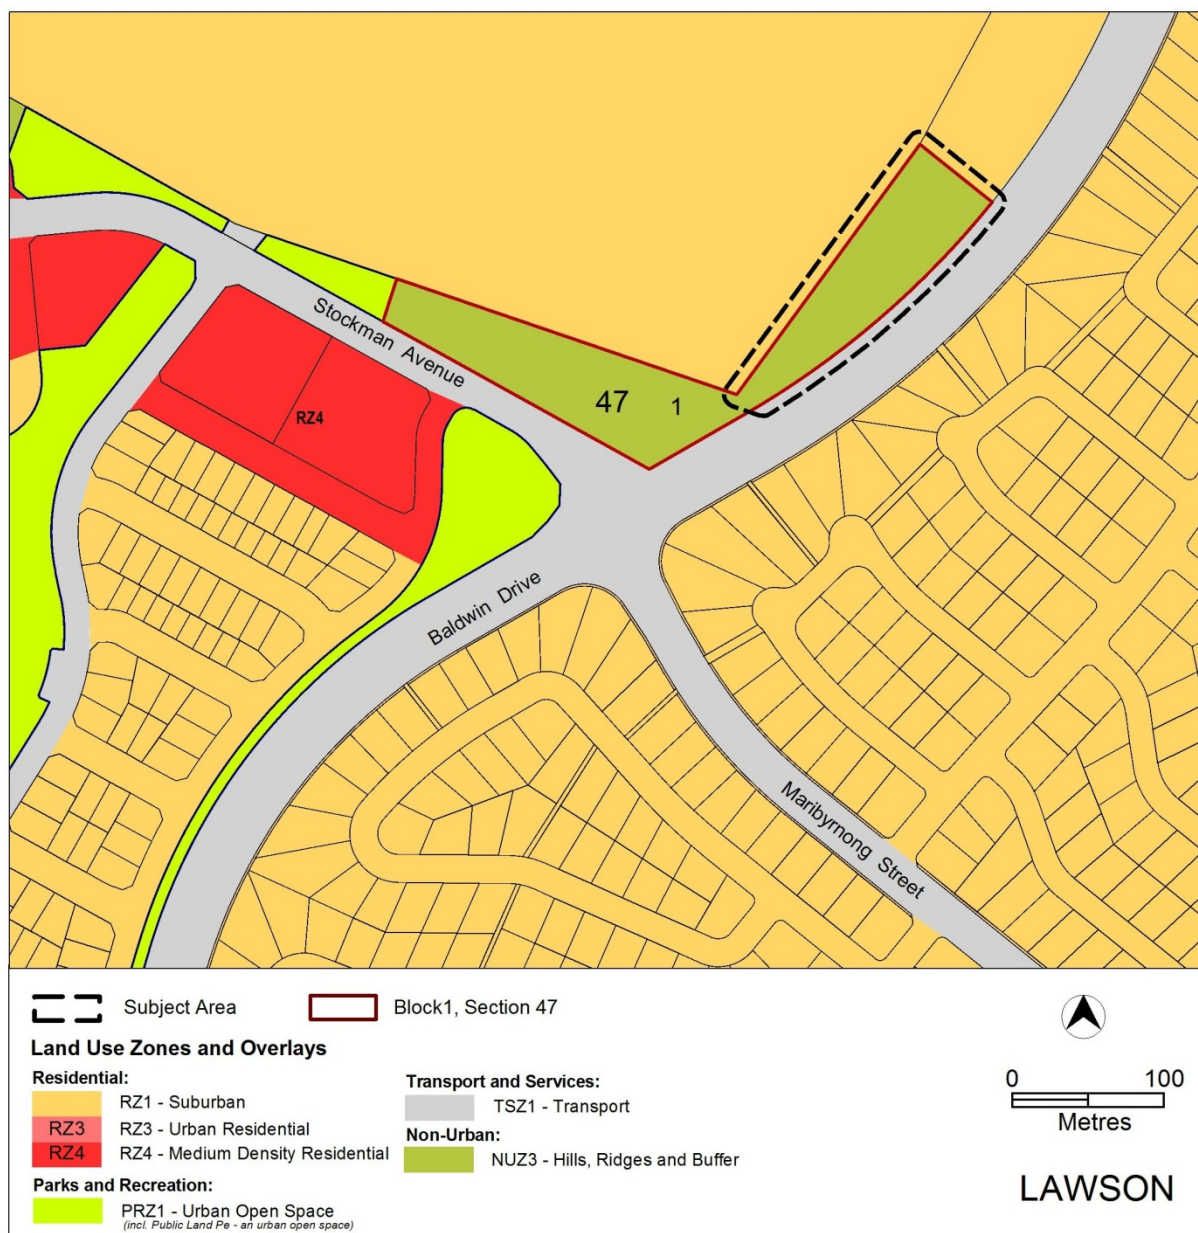 Stockman Avenue
47
1
RZ4
Baldwin Drive
Maribyrnong Street
Subject Area
Block1, Section 47
Land Use Zones and Overlays
Residential:
RZ1 - Suburban
RZ3
RZ3 - Urban Residential
RZ4
RZ4 - Medium Density Residential
Parks and Recreation:
PRZ1 - Urban Open Space
(incl. Public Land Pe - an urban open space)
Transport and Services:
TSZ1 - Transport
Non-Urban:
NUZ3 - Hills, Ridges and Buffer
0 100
Metres
LAWSON